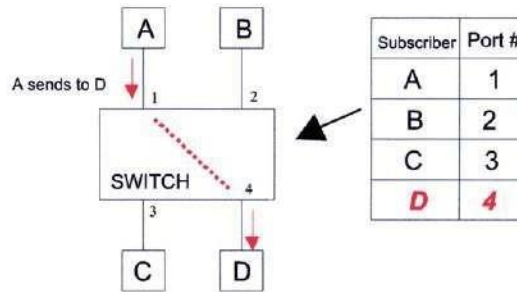 A
B
A sends to D
1
2
SWITCH
4
3
C
D
Subscriber Port #
A 1
B 2
C 3
D 4